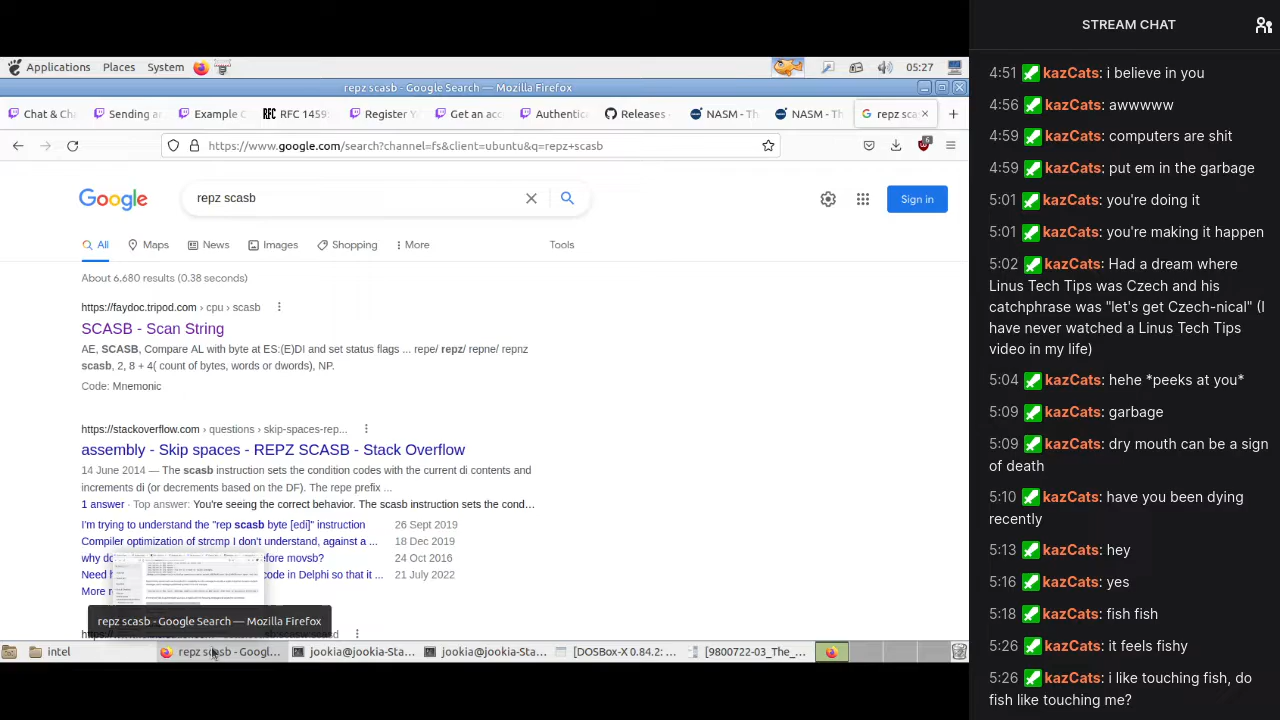 Applications Places System 05:27
repz scasb - Google Search — Mozilla Firefox
Chat & Ch Sending ar Example C RFC 1459 Register Y Get an acc Authentic Releases NASM - Th NASM - Th repz sca
https://www.google.com/search?channel=fs&client=ubuntu&q=repz+scasb 6
Google repz scasb Sign in
All Maps News Images Shopping More Tools
About 6,680 results (0.38 seconds)
https://faydoc.tripod.com › cpu › scasb
SCASB - Scan String
AE, SCASB, Compare AL with byte at ES:(E)DI and set status flags ... repe/ repz/ repne/ repnz
scasb, 2, 8 + 4( count of bytes, words or dwords), NP.
Code: Mnemonic
https://stackoverflow.com › questions › skip-spaces-rep...
assembly - Skip spaces - REPZ SCASB - Stack Overflow
14 June 2014 — The scasb instruction sets the condition codes with the current di contents and
increments di (or decrements based on the DF). The repe prefix ...
1 answer · Top answer: You're seeing the correct behavior. The scasb instruction sets the cond...
I'm trying to understand the "rep scasb byte [edi]" instruction 26 Sept 2019
Compiler optimization of strcmp I don't understand, against a ... 18 Dec 2019
why do efore movsb? 24 Oct 2016
Need h code in Delphi so that it ... 21 July 2022
More r
repz scasb - Google Search — Mozilla Firefox
intel repz scasb - Googl... jookia@jookia-Sta... jookia@jookia-Sta... [DOSBox-X 0.84.2: ... [9800722-03_The_...
STREAM CHAT
4:51 kazCats: i believe in you
4:56 kazCats: awwwww
4:59 kazCats: computers are shit
4:59 kazCats: put em in the garbage
5:01 kazCats: you're doing it
5:01 kazCats: you're making it happen
5:02 kazCats: Had a dream where
Linus Tech Tips was Czech and his
catchphrase was "let's get Czech-nical" (I
have never watched a Linus Tech Tips
video in my life)
5:04 kazCats: hehe *peeks at you*
5:09 kazCats: garbage
5:09 kazCats: dry mouth can be a sign
of death
5:10 kazCats: have you been dying
recently
5:13 kazCats: hey
5:16 kazCats: yes
5:18 kazCats: fish fish
5:26 kazCats: it feels fishy
5:26 kazCats: i like touching fish, do
fish like touching me?